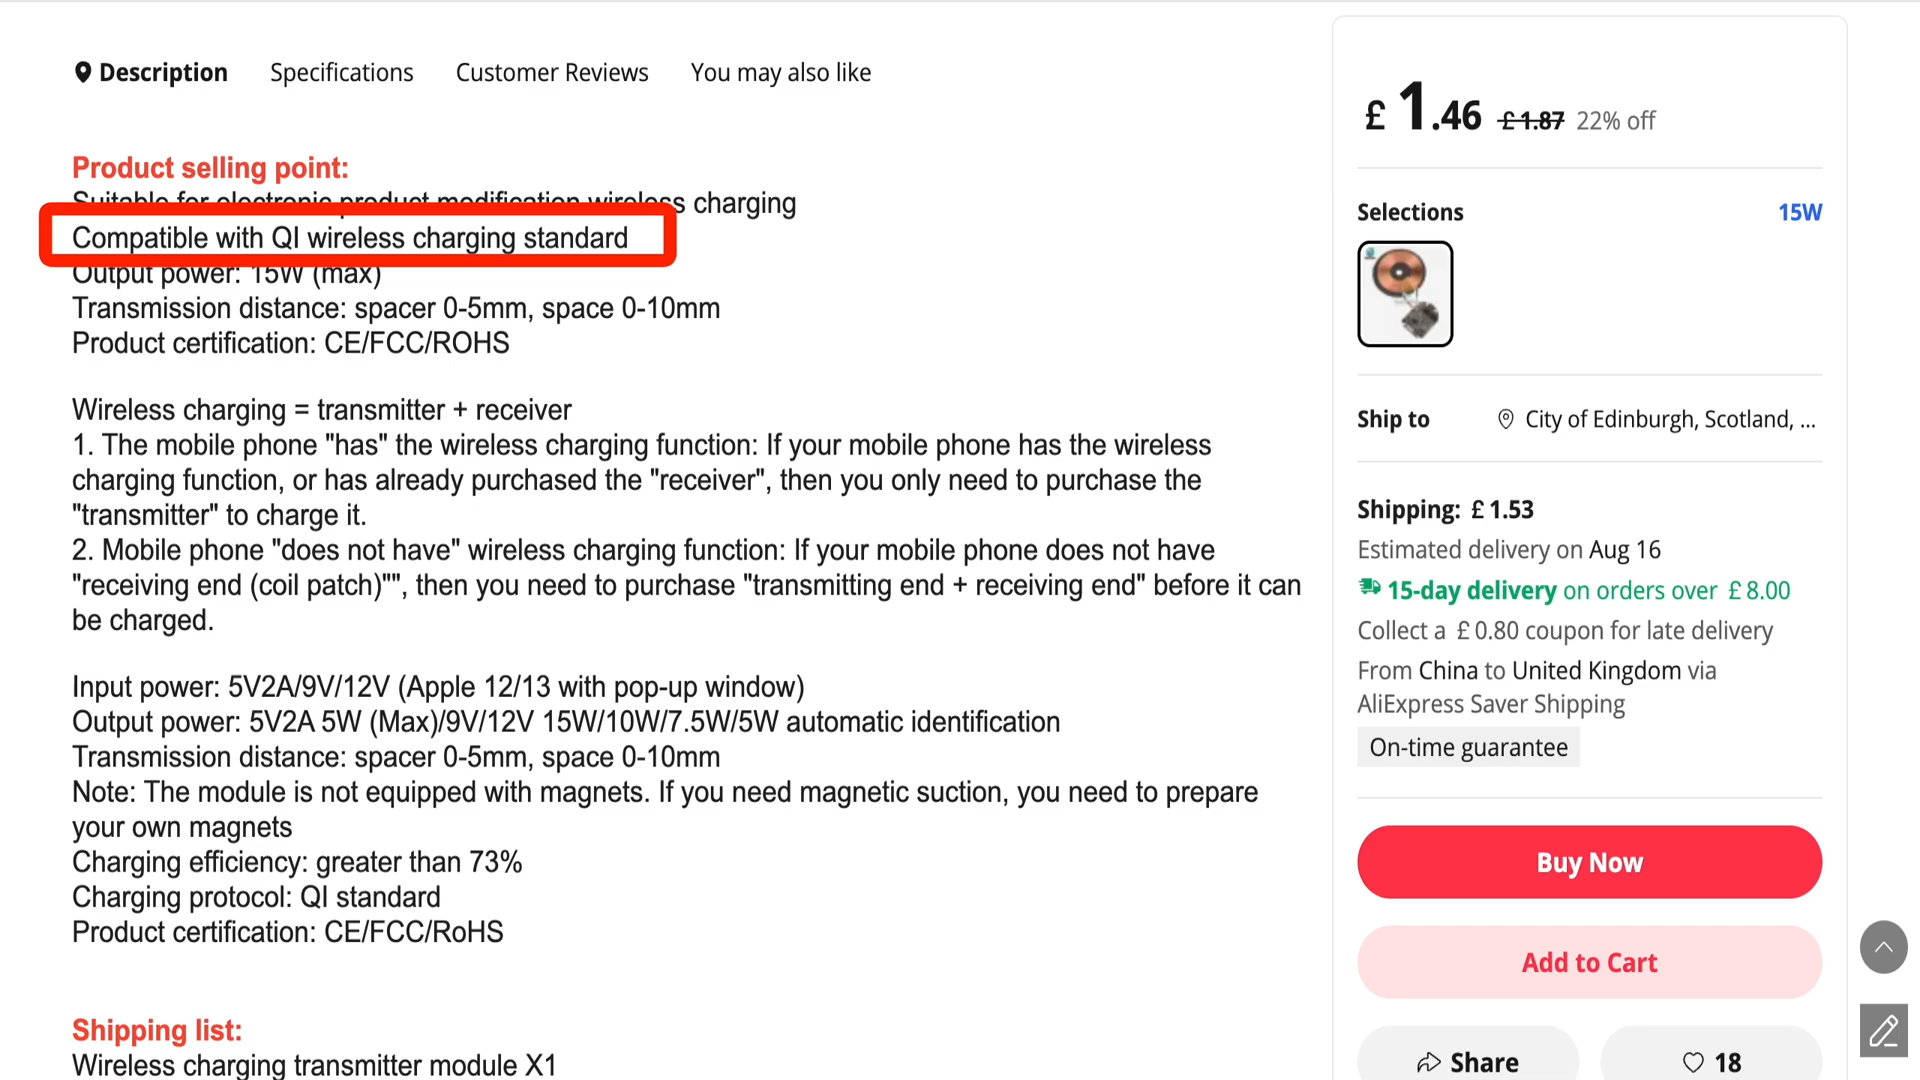 Description Specifications Customer Reviews You may also like
Product selling point:
Suitable for electronic product modification wireless charging
Compatible with QI wireless charging standard
Output power: 15W (max)
Transmission distance: spacer 0-5mm, space 0-10mm
Product certification: CE/FCC/ROHS
Wireless charging = transmitter + receiver
1. The mobile phone "has" the wireless charging function: If your mobile phone has the wireless
charging function, or has already purchased the "receiver", then you only need to purchase the
"transmitter" to charge it.
2. Mobile phone "does not have" wireless charging function: If your mobile phone does not have
"receiving end (coil patch)"", then you need to purchase "transmitting end + receiving end" before it can
be charged.
Input power: 5V2A/9V/12V (Apple 12/13 with pop-up window)
Output power: 5V2A 5W (Max)/9V/12V 15W/10W/7.5W/5W automatic identification
Transmission distance: spacer 0-5mm, space 0-10mm
Note: The module is not equipped with magnets. If you need magnetic suction, you need to prepare
your own magnets
Charging efficiency: greater than 73%
Charging protocol: QI standard
Product certification: CE/FCC/RoHS
Shipping list:
Wireless charging transmitter module X1
£1.46 £1.87 22% off
Selections 15W
Ship to City of Edinburgh, Scotland, ...
Shipping: £1.53
Estimated delivery on Aug 16
15-day delivery on orders over £8.00
Collect a £0.80 coupon for late delivery
From China to United Kingdom via
AliExpress Saver Shipping
On-time guarantee
Buy Now
Add to Cart
Share 18